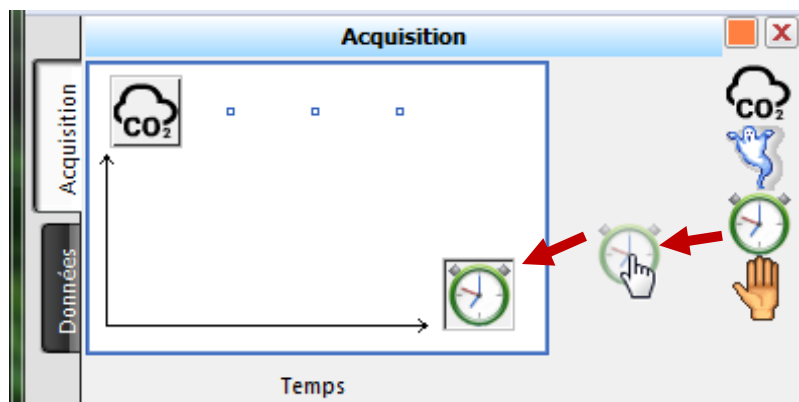 Acquisition
Acquisition
Données
CO2
CO2
Temps